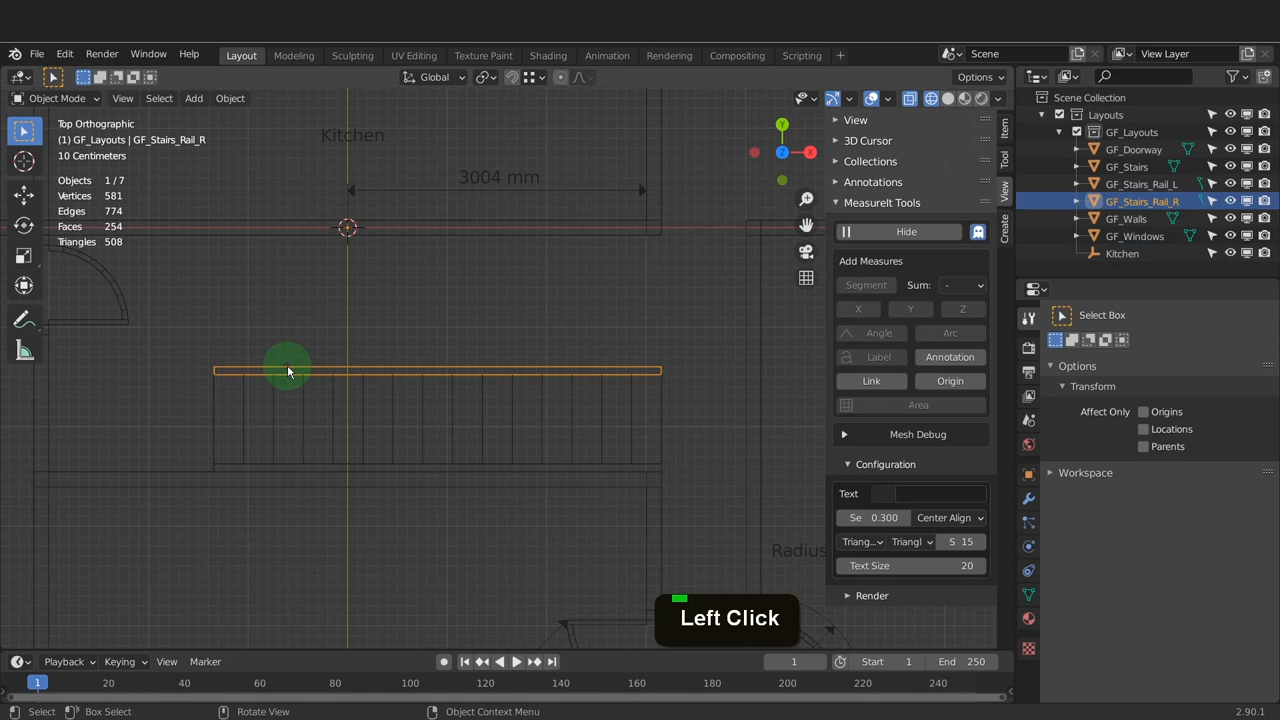 File Edit Render Window Help
Layout Modeling Sculpting UV Editing Texture Paint Shading Animation Rendering Compositing Scripting +
Scene View Layer
Global Options
Object Mode View Select Add Object
Top Orthographic
(1) GF_Layouts | GF_Stairs_Rail_R
10 Centimeters
Objects 1/7
Vertices 581
Edges 774
Faces 254
Triangles 508
Kitchen
3004 mm
Radius
Y
X
Z
View
3D Cursor
Collections
Annotations
MeasureIt Tools
Hide
Add Measures
Segment Sum: -
X Y Z
Angle Arc
Label Annotation
Link Origin
Area
Mesh Debug
Configuration
Text
Se 0.300 Center Align
Triang... Triangl S 15
Text Size 20
Render
Item
Tool
View
Create
Scene Collection
Layouts
GF_Layouts
GF_Doorway
GF_Stairs
GF_Stairs_Rail_L
GF_Stairs_Rail_R
GF_Walls
GF_Windows
Kitchen
Select Box
Options
Transform
Affect Only Origins
Locations
Parents
Workspace
Left Click
Playback Keying View Marker
1 Start 1 End 250
1 20 40 60 80 100 120 140 160 180 200 220 240
Select Box Select Rotate View Object Context Menu 2.90.1